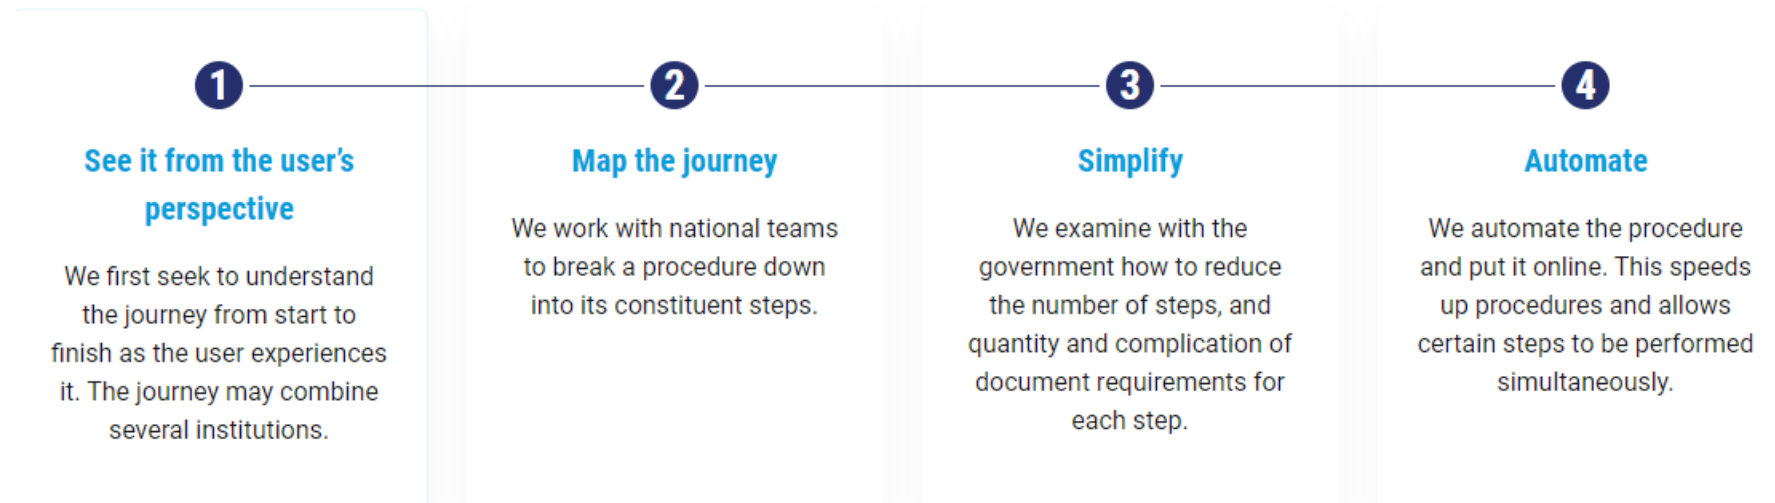 1
See it from the user’s
perspective
We first seek to understand
the journey from start to
finish as the user experiences
it. The journey may combine
several institutions.
2
Map the journey
We work with national teams
to break a procedure down
into its constituent steps.
3
Simplify
We examine with the
government how to reduce
the number of steps, and
quantity and complication of
document requirements for
each step.
4
Automate
We automate the procedure
and put it online. This speeds
up procedures and allows
certain steps to be performed
simultaneously.